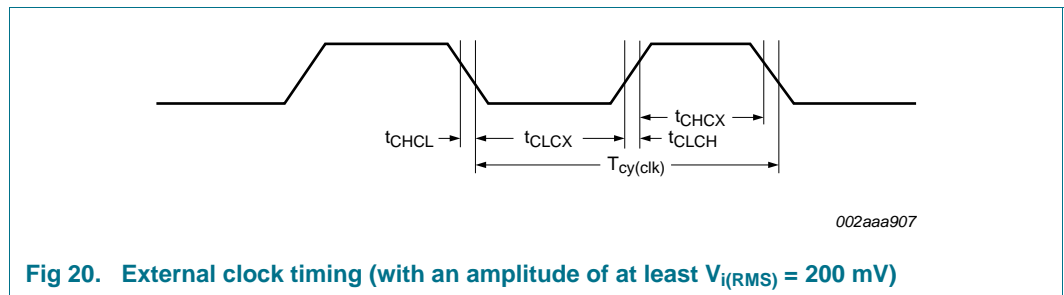 tCHCX
tCHCL
tCLCX
tCLCH
Tcy(clk)
002aaa907
Fig 20. External clock timing (with an amplitude of at least Vi(RMS) = 200 mV)